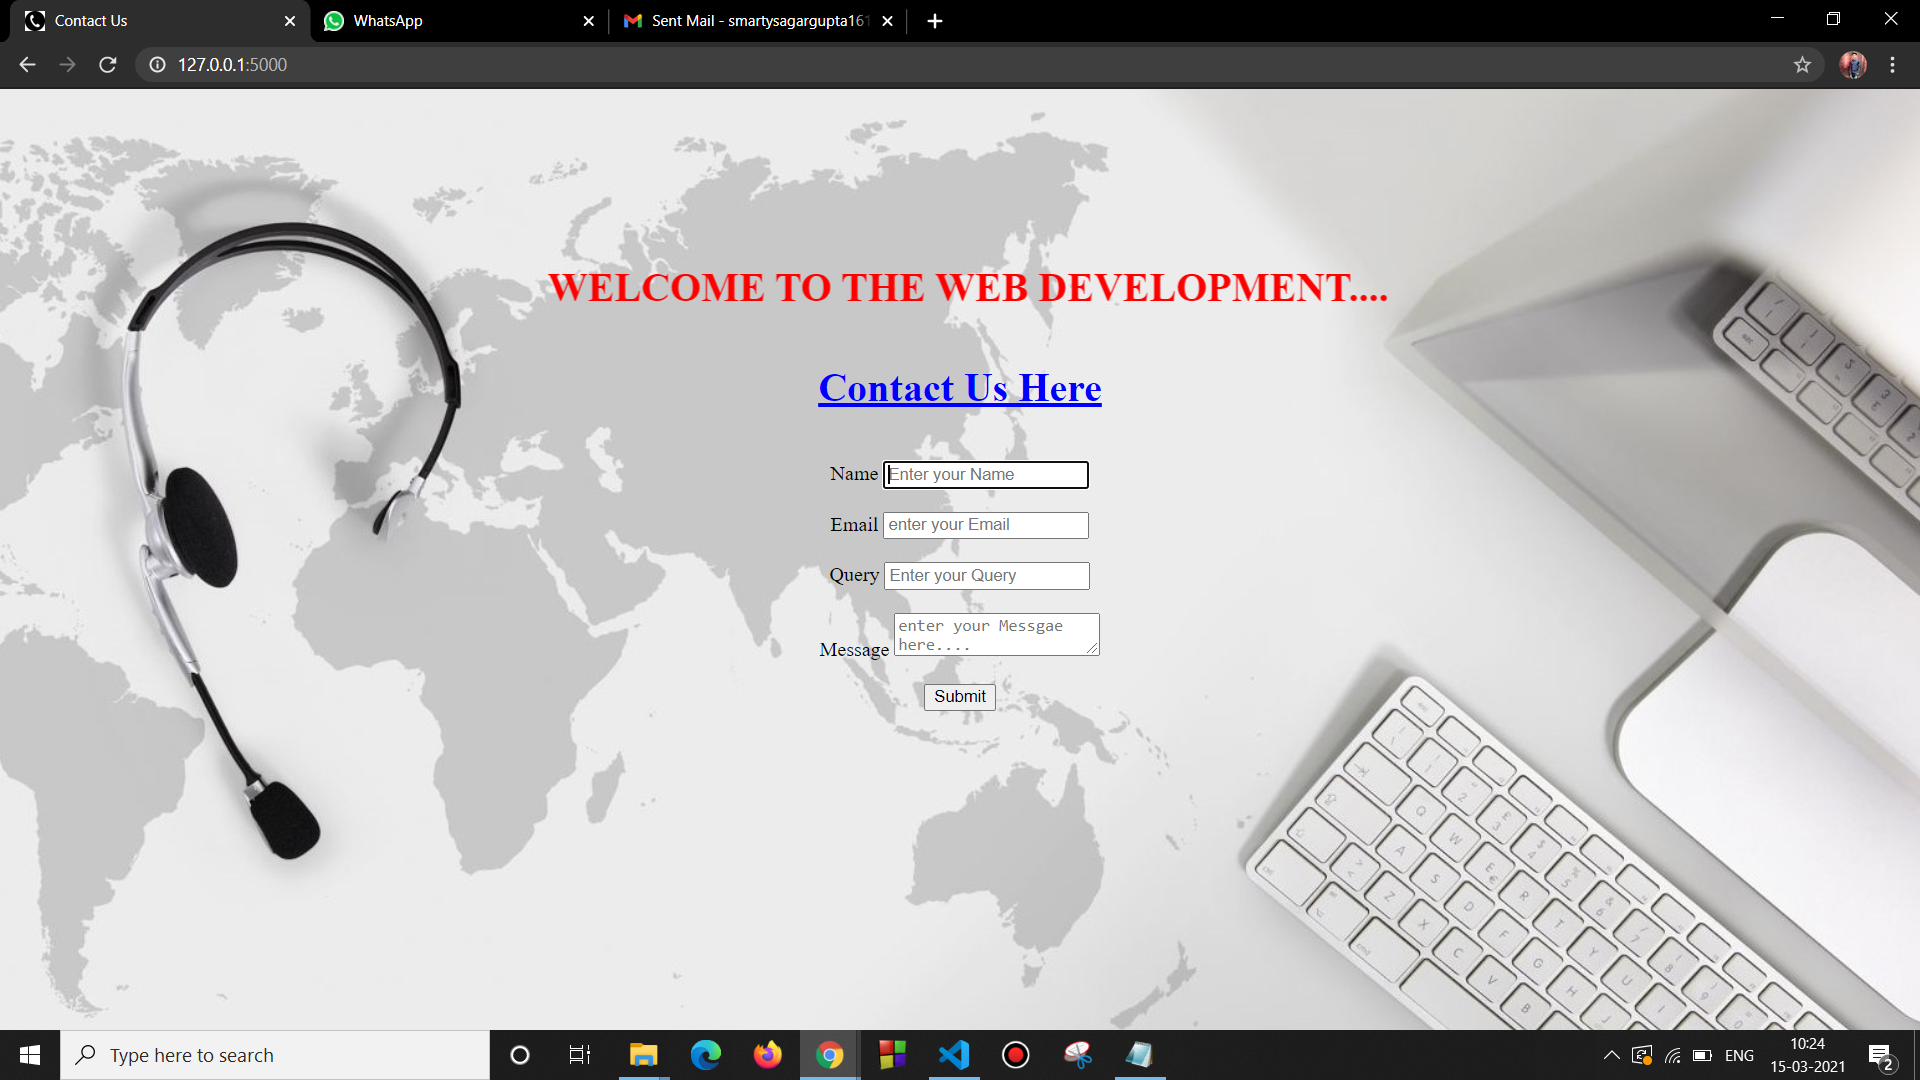 Contact Us
WhatsApp
Sent Mail - smartysagargupta161
127.0.0.1:5000
WELCOME TO THE WEB DEVELOPMENT....
Contact Us Here
Name Enter your Name
Email enter your Email
Query Enter your Query
Message enter your Messgae
here....
Submit
Type here to search
ENG
10:24
15-03-2021
2